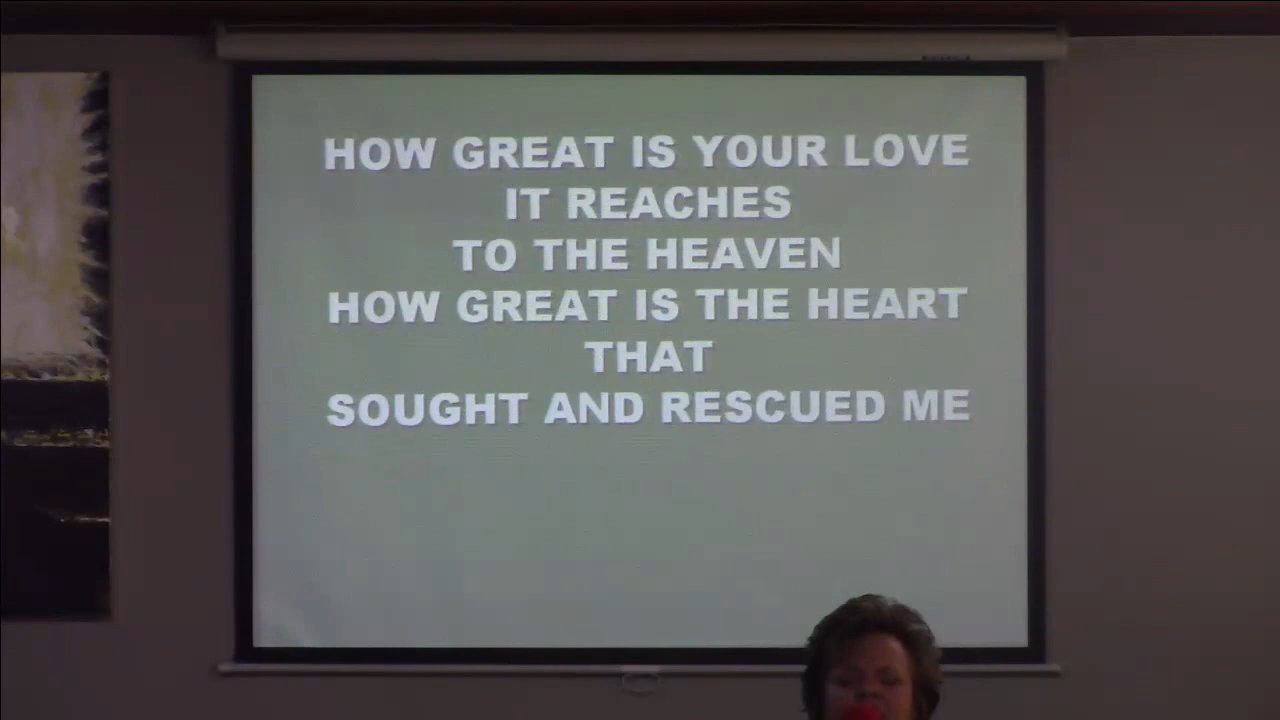 HOW GREAT IS YOUR LOVE
IT REACHES
TO THE HEAVEN
HOW GREAT IS THE HEART
THAT
SOUGHT AND RESCUED ME